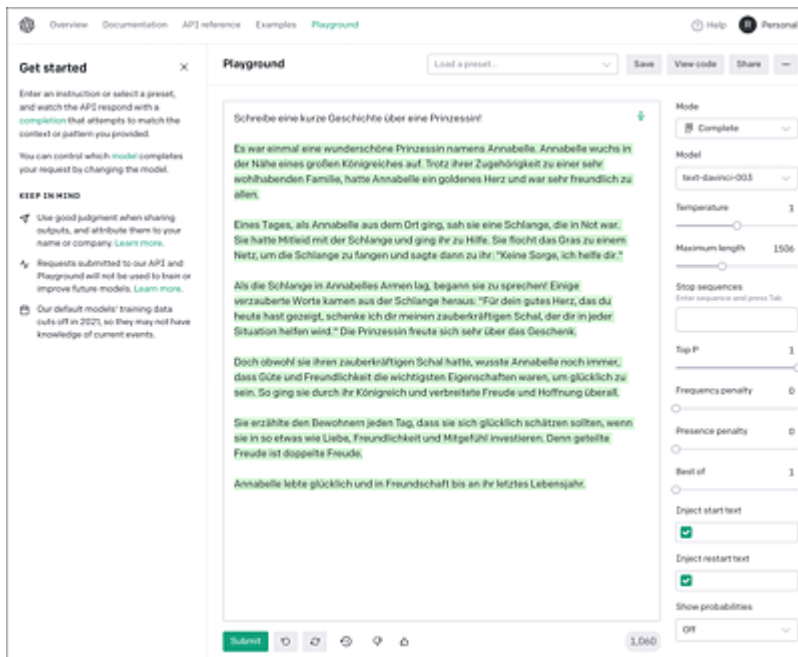 Overview Documentation API reference Examples Playground
Help R Personal
Get started
Enter an instruction or select a preset,
and watch the API respond with a
completion that attempts to match the
context or pattern you provided.
You can control which model completes
your request by changing the model.
KEEP IN MIND
Use good judgment when sharing
outputs, and attribute them to your
name or company. Learn more.
Requests submitted to our API and
Playground will not be used to train or
improve future models. Learn more.
Our default models' training data
cuts off in 2021, so they may not have
knowledge of current events.
Playground
Load a preset...
Save View code Share
Schreibe eine kurze Geschichte über eine Prinzessin!
Es war einmal eine wunderschöne Prinzessin namens Annabelle. Annabelle wuchs in
der Nähe eines großen Königreiches auf. Trotz ihrer Zugehörigkeit zu einer sehr
wohlhabenden Familie, hatte Annabelle ein goldenes Herz und war sehr freundlich zu
allen.
Eines Tages, als Annabelle aus dem Ort ging, sah sie eine Schlange, die in Not war.
Sie hatte Mitleid mit der Schlange und ging ihr zu Hilfe. Sie flocht das Gras zu einem
Netz, um die Schlange zu fangen und sagte dann zu ihr: "Keine Sorge, ich helfe dir."
Als die Schlange in Annabelles Armen lag, begann sie zu sprechen! Einige
verzauberte Worte kamen aus der Schlange heraus: "Für dein gutes Herz, das du
heute hast gezeigt, schenke ich dir meinen zauberkräftigen Schal, der dir in jeder
Situation helfen wird." Die Prinzessin freute sich sehr über das Geschenk.
Doch obwohl sie ihren zauberkräftigen Schal hatte, wusste Annabelle noch immer,
dass Güte und Freundlichkeit die wichtigsten Eigenschaften waren, um glücklich zu
sein. So ging sie durch ihr Königreich und verbreitete Freude und Hoffnung überall.
Sie erzählte den Bewohnern jeden Tag, dass sie sich glücklich schätzen sollten, wenn
sie in so etwas wie Liebe, Freundlichkeit und Mitgefühl investieren. Denn geteilte
Freude ist doppelte Freude.
Annabelle lebte glücklich und in Freundschaft bis an ihr letztes Lebensjahr.
Submit
1,060
Mode
Complete
Model
text-davinci-003
Temperature 1
Maximum length 1506
Stop sequences
Enter sequence and press Tab
Top P 1
Frequency penalty 0
Presence penalty 0
Best of 1
Inject start text
Inject restart text
Show probabilities
Off